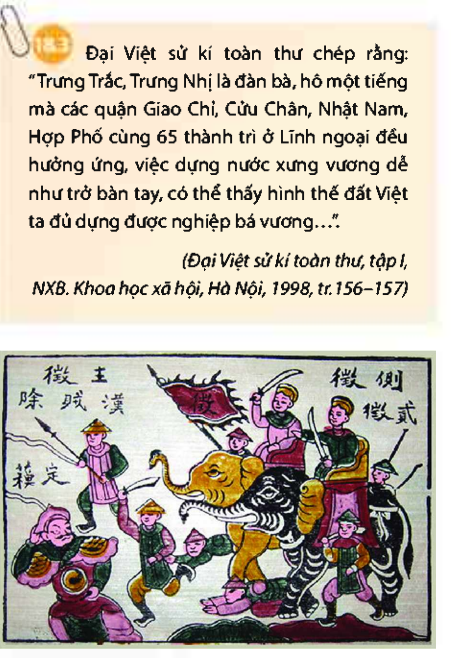 18.3 Đại Việt sử kí toàn thư chép rằng:
“Trưng Trắc, Trưng Nhị là đàn bà, hô một tiếng
mà các quận Giao Chỉ, Cửu Chân, Nhật Nam,
Hợp Phố cùng 65 thành trì ở Lĩnh ngoại đều
hưởng ứng, việc dựng nước xưng vương dễ
như trở bàn tay, có thể thấy hình thế đất Việt
ta đủ dựng được nghiệp bá vương…”.
(Đại Việt sử kí toàn thư, tập I,
NXB. Khoa học xã hội, Hà Nội, 1998, tr.156–157)
徵王
除賊漢
徵側
徵貳
徵
定